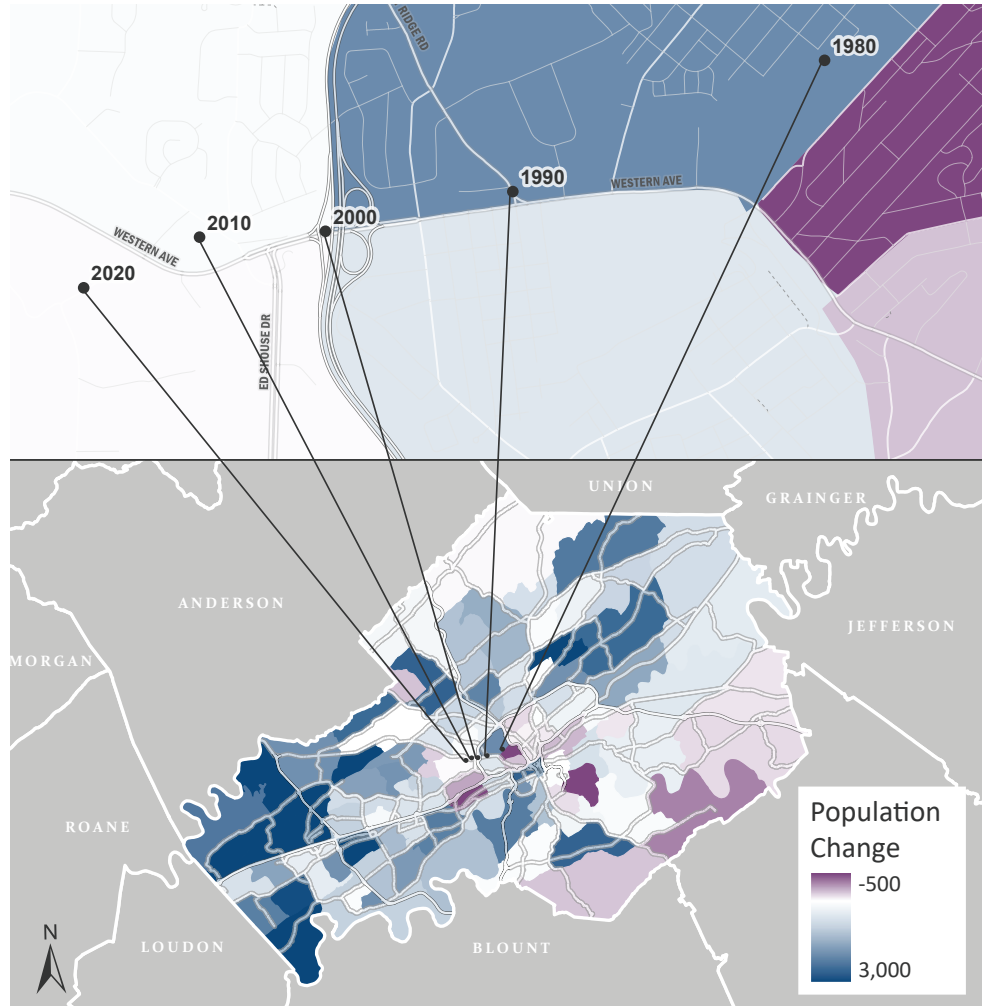 RIDGE RD
1980
1990
WESTERN AVE
2000
2010
WESTERN AVE
2020
ED SHOUSE DR
UNION
GRAINGER
ANDERSON
JEFFERSON
MORGAN
ROANE
Population
Change
-500
3,000
N
LOUDON
BLOUNT